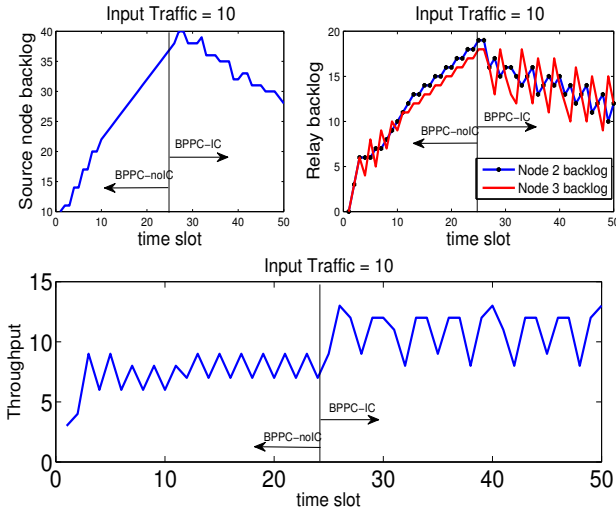 Input Traffic = 10
Source node backlog
40
35
30
25
20
15
10
BPPC-IC
BPPC-noIC
0 10 20 30 40 50
time slot
Input Traffic = 10
Relay backlog
20
15
10
5
0
BPPC-noIC
BPPC-IC
Node 2 backlog
Node 3 backlog
0 10 20 30 40 50
time slot
Input Traffic = 10
Throughput
15
10
5
0
BPPC-IC
BPPC-noIC
0 10 20 30 40 50
time slot